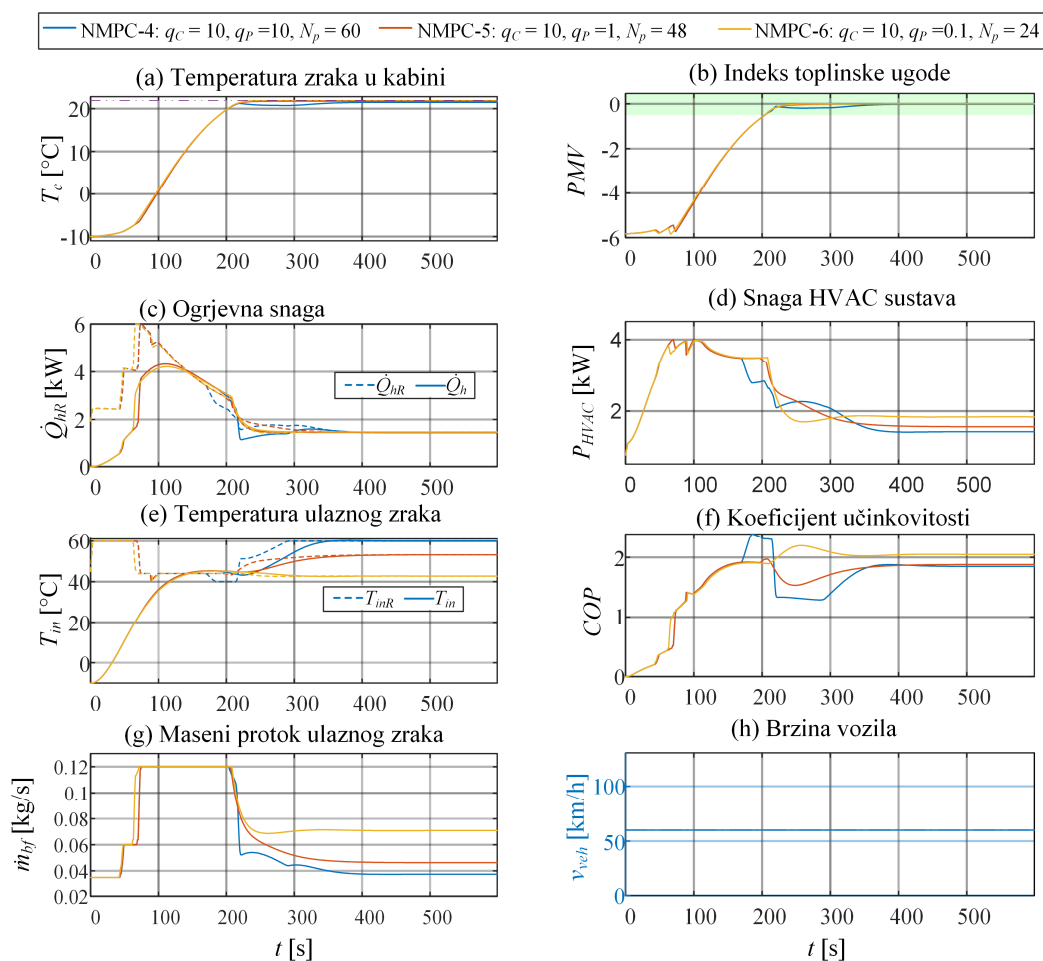 NMPC-4: q_C = 10, q_P =10, N_p = 60 NMPC-5: q_C = 10, q_P =1, N_p = 48 NMPC-6: q_C = 10, q_P =0.1, N_p = 24
(a) Temperatura zraka u kabini
T_c [°C]
20
10
0
-10
0 100 200 300 400 500
(b) Indeks toplinske ugode
PMV
0
-2
-4
-6
0 100 200 300 400 500
(c) Ogrjevna snaga
Q̇_hR [kW]
6
4
2
0
Q̇_hR Q̇_h
0 100 200 300 400 500
(d) Snaga HVAC sustava
P_HVAC [kW]
4
2
0 100 200 300 400 500
(e) Temperatura ulaznog zraka
T_in [°C]
60
40
20
0
T_inR T_in
0 100 200 300 400 500
(f) Koeficijent učinkovitosti
COP
2
1
0
0 100 200 300 400 500
(g) Maseni protok ulaznog zraka
ṁ_bf [kg/s]
0.12
0.1
0.08
0.06
0.04
0.02
0 100 200 300 400 500
t [s]
(h) Brzina vozila
v_veh [km/h]
100
50
0
0 100 200 300 400 500
t [s]